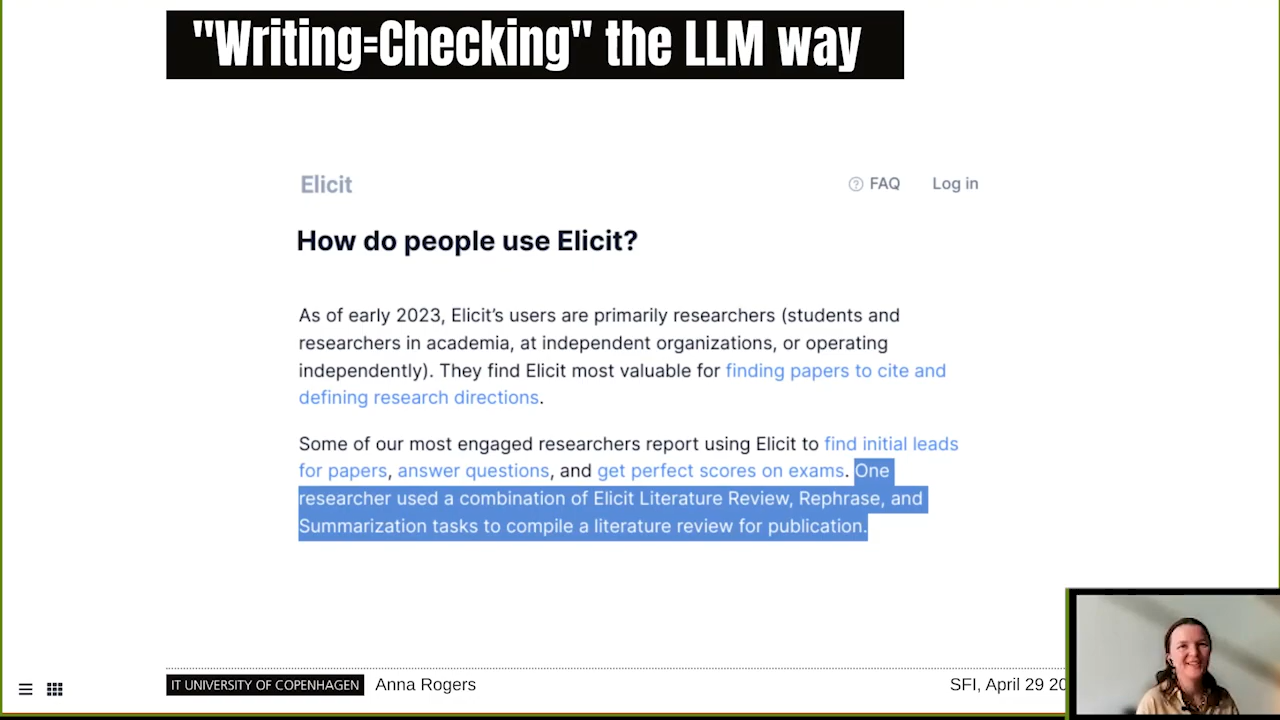 "Writing=Checking" the LLM way
Elicit
FAQ
Log in
How do people use Elicit?
As of early 2023, Elicit’s users are primarily researchers (students and
researchers in academia, at independent organizations, or operating
independently). They find Elicit most valuable for finding papers to cite and
defining research directions.
Some of our most engaged researchers report using Elicit to find initial leads
for papers, answer questions, and get perfect scores on exams. One
researcher used a combination of Elicit Literature Review, Rephrase, and
Summarization tasks to compile a literature review for publication.
IT UNIVERSITY OF COPENHAGEN
Anna Rogers
SFI, April 29 20